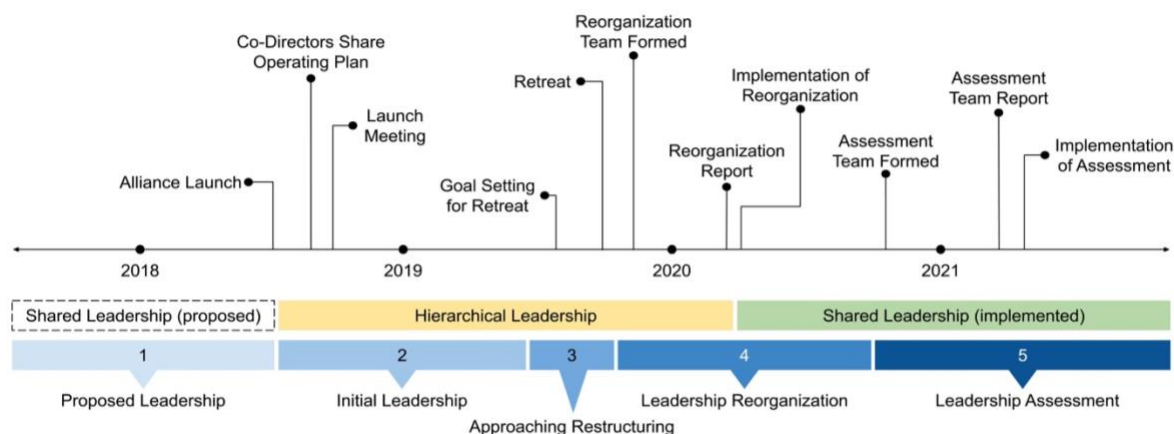 Reorganization
Team Formed
Co-Directors Share
Operating Plan
Retreat
Implementation of
Reorganization
Assessment
Team Report
Launch
Meeting
Alliance Launch
Goal Setting
for Retreat
Reorganization
Report
Assessment
Team Formed
Implementation
of Assessment
2018
2019
2020
2021
Shared Leadership (proposed)
Hierarchical Leadership
Shared Leadership (implemented)
1
2
3
4
5
Proposed Leadership
Initial Leadership
Approaching Restructuring
Leadership Reorganization
Leadership Assessment